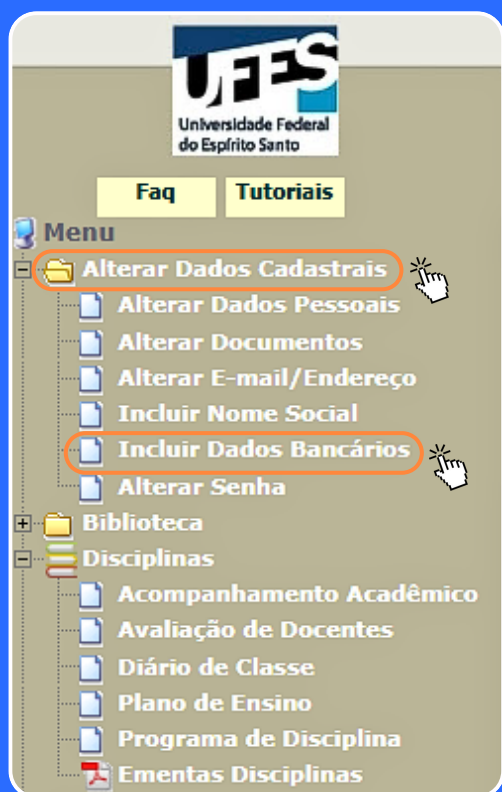 UFES
Universidade Federal
do Espírito Santo
Faq Tutoriais
Menu
Alterar Dados Cadastrais
Alterar Dados Pessoais
Alterar Documentos
Alterar E-mail/Endereço
Incluir Nome Social
Incluir Dados Bancários
Alterar Senha
Biblioteca
Disciplinas
Acompanhamento Acadêmico
Avaliação de Docentes
Diário de Classe
Plano de Ensino
Programa de Disciplina
Ementas Disciplinas